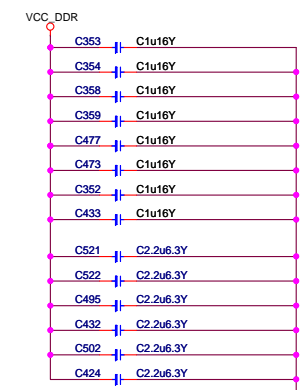 VCC_DDR
C353 C1u16Y
C354 C1u16Y
C358 C1u16Y
C359 C1u16Y
C477 C1u16Y
C473 C1u16Y
C352 C1u16Y
C433 C1u16Y
C521 C2.2u6.3Y
C522 C2.2u6.3Y
C495 C2.2u6.3Y
C432 C2.2u6.3Y
C502 C2.2u6.3Y
C424 C2.2u6.3Y